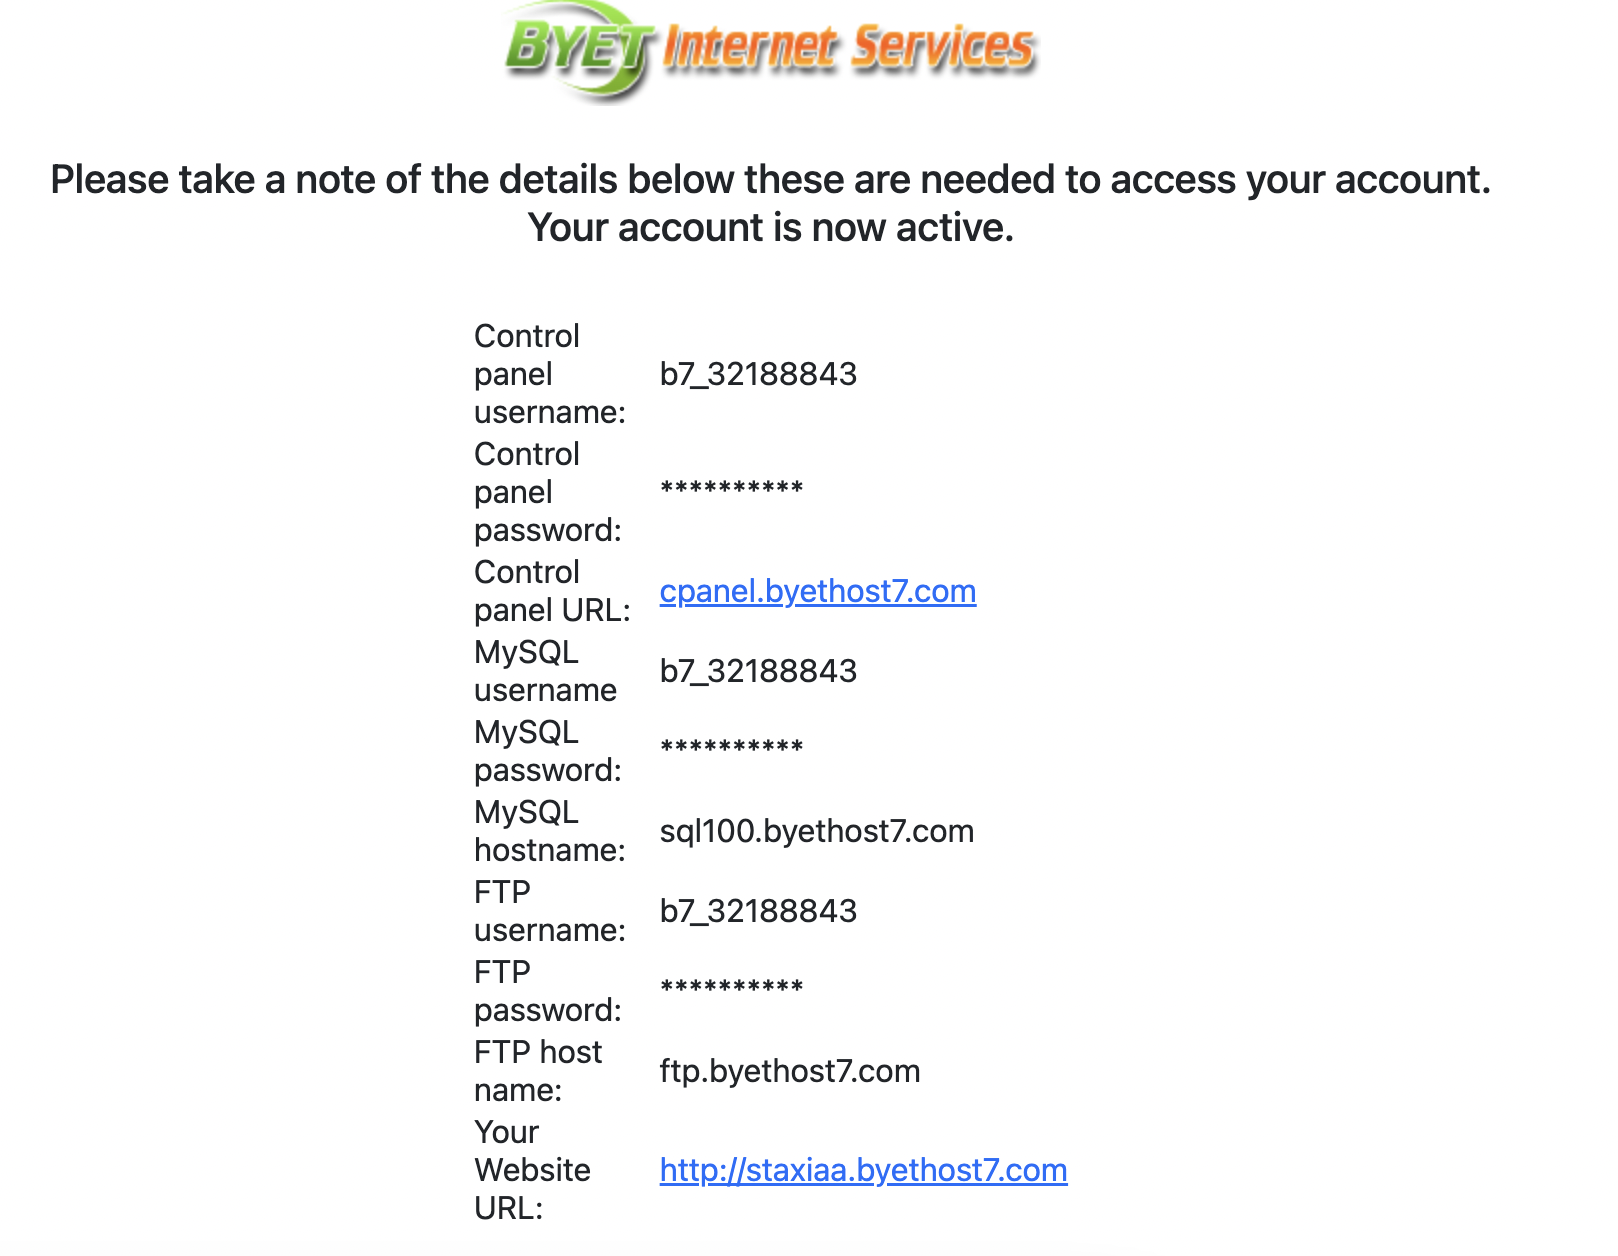 BYET Internet Services
Please take a note of the details below these are needed to access your account.
Your account is now active.
Control
panel
username:
b7_32188843
Control
panel
password:
**********
Control
panel URL:
cpanel.byethost7.com
MySQL
username
b7_32188843
MySQL
password:
**********
MySQL
hostname:
sql100.byethost7.com
FTP
username:
b7_32188843
FTP
password:
**********
FTP host
name:
ftp.byethost7.com
Your
Website
URL:
http://staxiaa.byethost7.com